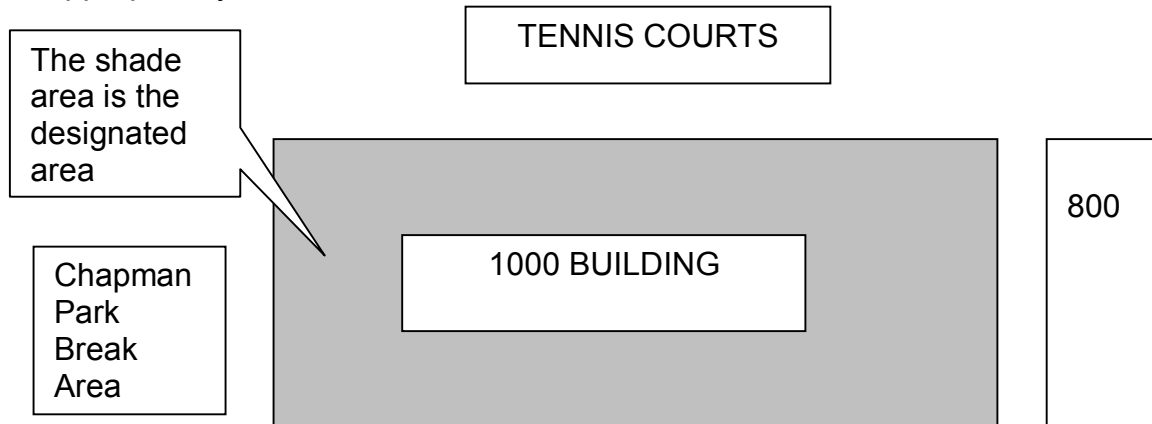 TENNIS COURTS
The shade
area is the
designated
area
800
1000 BUILDING
Chapman
Park
Break
Area